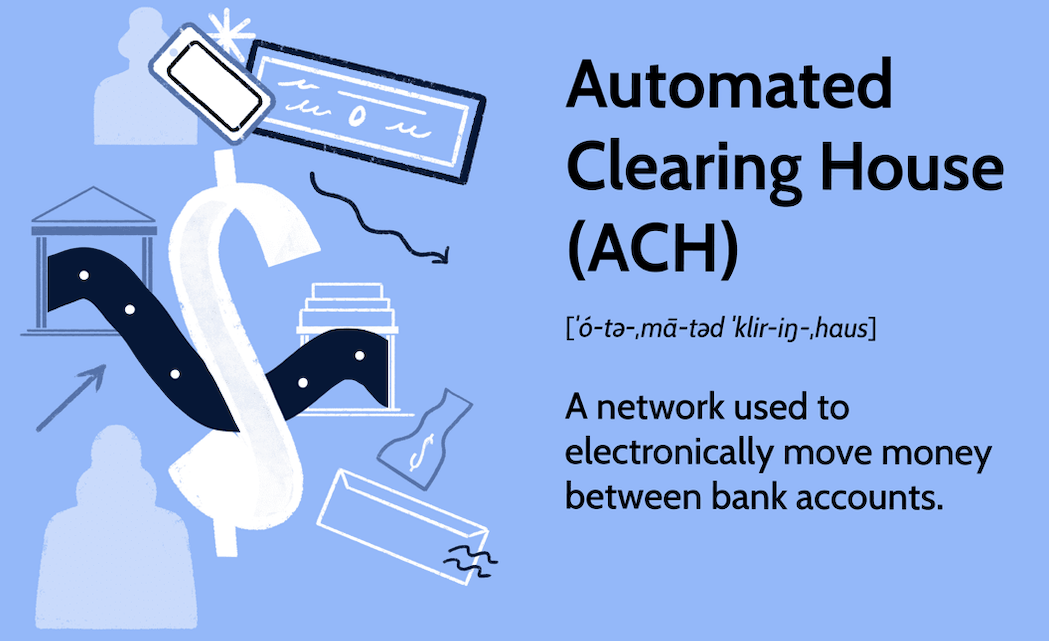 Automated
Clearing House
(ACH)
[ˈó-tə-ˌmā-təd ˈklir-iŋ-ˌhaus]
A network used to
electronically move money
between bank accounts.
$
$